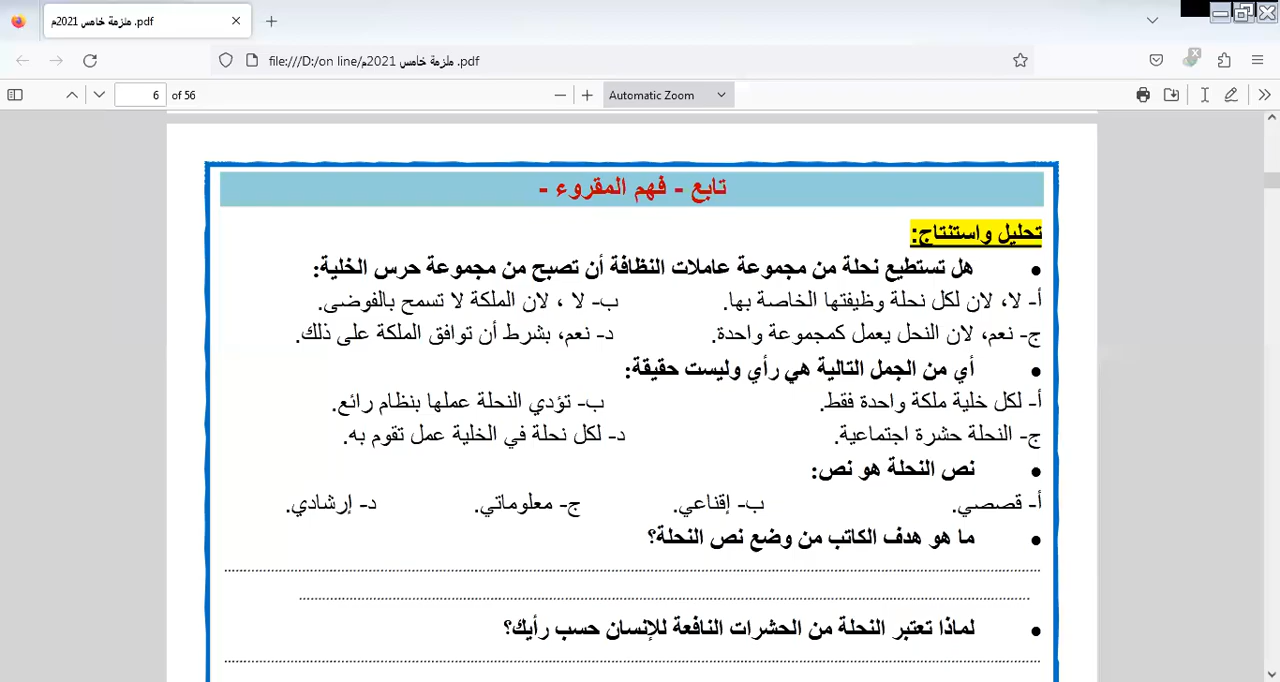 ملزمة خامس 2021م.pdf
file:///D:/on line/ملزمة خامس 2021م.pdf
6 of 56
Automatic Zoom
تابع - فهم المقروء -
تحليل واستنتاج:
• هل تستطيع نحلة من مجموعة عاملات النظافة أن تصبح من مجموعة حرس الخلية:
أ- لا، لان لكل نحلة وظيفتها الخاصة بها. ب- لا ، لان الملكة لا تسمح بالفوضى.
ج- نعم، لان النحل يعمل كمجموعة واحدة. د- نعم، بشرط أن توافق الملكة على ذلك.
• أي من الجمل التالية هي رأي وليست حقيقة:
أ- لكل خلية ملكة واحدة فقط. ب- تؤدي النحلة عملها بنظام رائع.
ج- النحلة حشرة اجتماعية. د- لكل نحلة في الخلية عمل تقوم به.
• نص النحلة هو نص:
أ- قصصي. ب- إقناعي. ج- معلوماتي. د- إرشادي.
• ما هو هدف الكاتب من وضع نص النحلة؟
• لماذا تعتبر النحلة من الحشرات النافعة للإنسان حسب رأيك؟